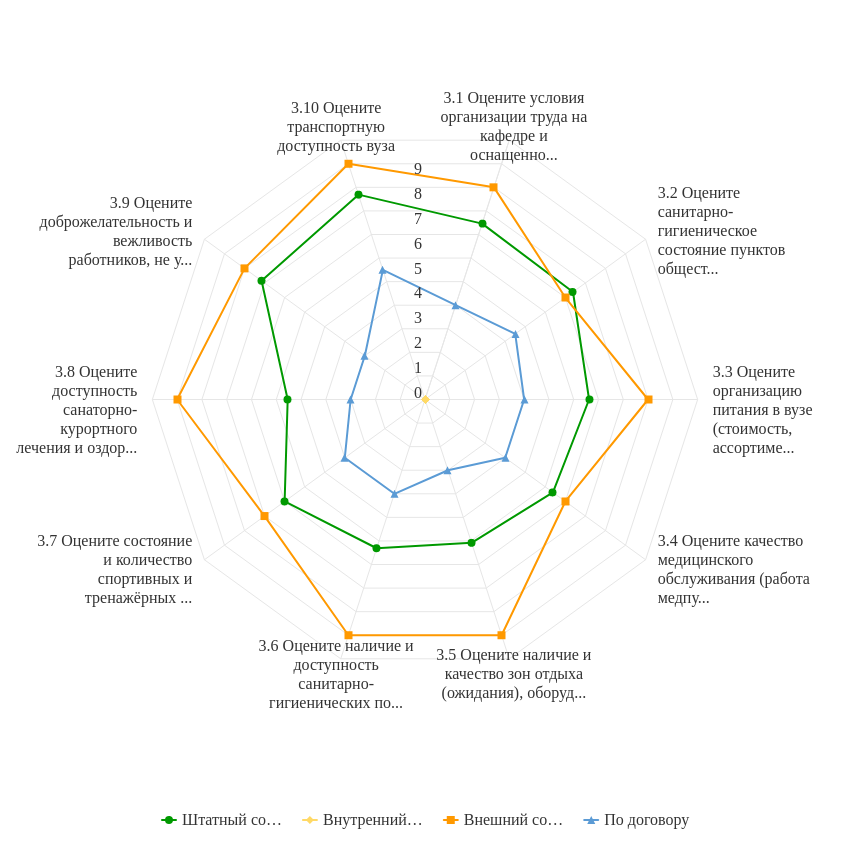 3.10 Оцените
транспортную
доступность вуза
3.1 Оцените условия
организации труда на
кафедре и
оснащенно...
3.2 Оцените
санитарно-
гигиеническое
состояние пунктов
общест...
3.3 Оцените
организацию
питания в вузе
(стоимость,
ассортиме...
3.4 Оцените качество
медицинского
обслуживания (работа
медпу...
3.5 Оцените наличие и
качество зон отдыха
(ожидания), оборуд...
3.6 Оцените наличие и
доступность
санитарно-
гигиенических по...
3.7 Оцените состояние
и количество
спортивных и
тренажёрных ...
3.8 Оцените
доступность
санаторно-
курортного
лечения и оздор...
3.9 Оцените
доброжелательность и
вежливость
работников, не у...
9
8
7
6
5
4
3
2
1
0
Штатный со…
Внутренний…
Внешний со…
По договору